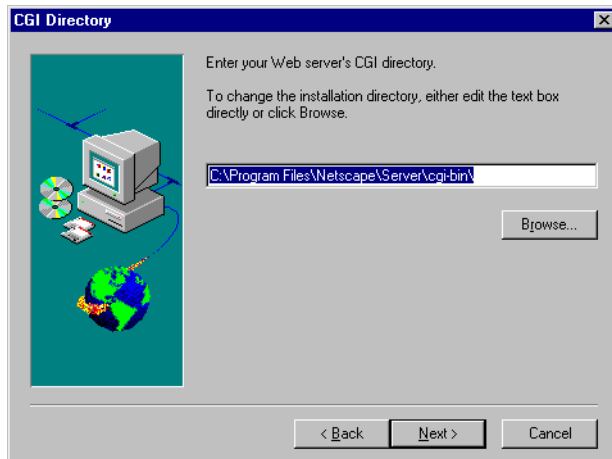 CGI Directory
Enter your Web server's CGI directory.
To change the installation directory, either edit the text box
directly or click Browse.
C:\Program Files\Netscape\Server\cgi-bin\
Browse...
< Back
Next >
Cancel